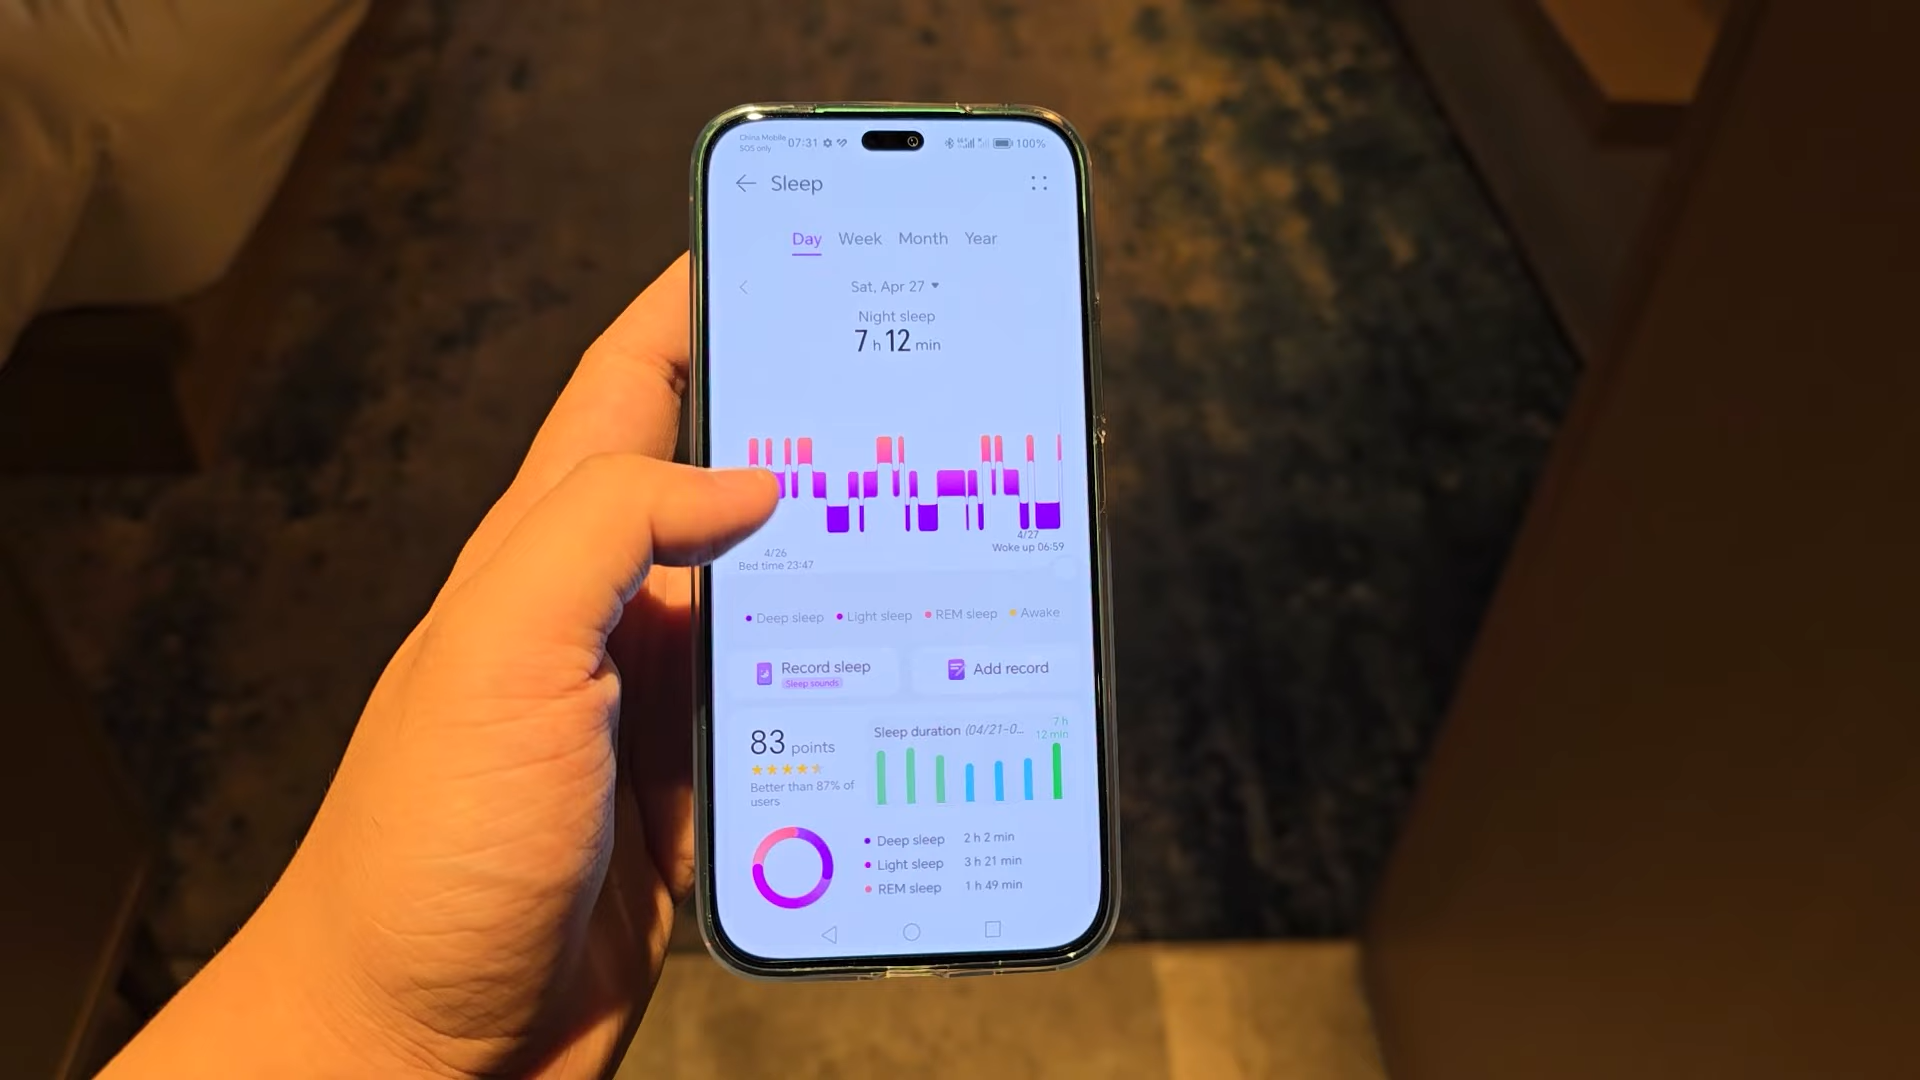 China Mobile
SOS only
07:31
100%
Sleep
Day Week Month Year
Sat, Apr 27
Night sleep
7 h 12 min
4/26
Bed time 23:47
4/27
Woke up 06:59
Deep sleep Light sleep REM sleep Awake
Record sleep
Sleep sounds
Add record
83 points
Better than 87% of
users
Sleep duration (04/21-0...
7 h
12 min
Deep sleep 2 h 2 min
Light sleep 3 h 21 min
REM sleep 1 h 49 min